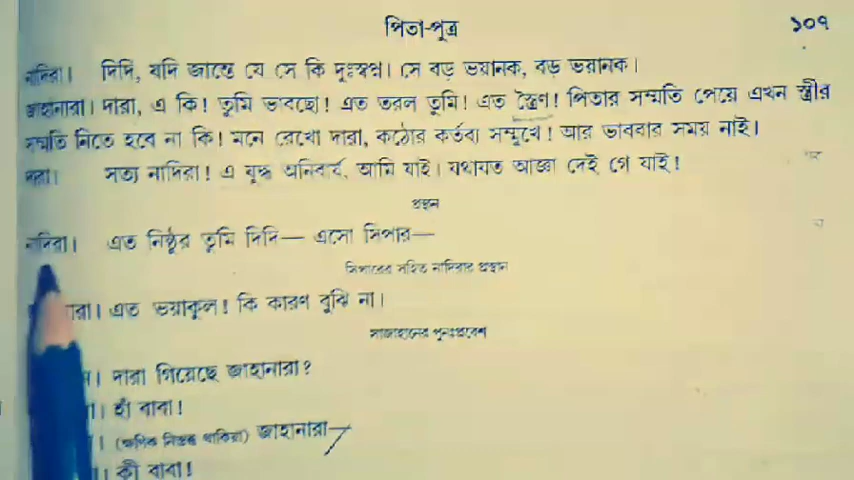 পিতা-পুত্র ১০৭
নাদিরা। দিদি, যদি জান্তে যে সে কি দুঃস্বপ্ন। সে বড় ভয়ানক, বড় ভয়ানক।
জাহানারা। দারা, এ কি! তুমি ভাবছো! এত তরল তুমি! এত স্ত্রৈণ! পিতার সম্মতি পেয়ে এখন স্ত্রীর
সম্মতি নিতে হবে না কি! মনে রেখো দারা, কঠোর কর্তব্য সম্মুখে! আর ভাববার সময় নাই।
দারা। সত্য নাদিরা! এ যুদ্ধ অনিবার্য, আমি যাই। যথাযত আজ্ঞা দেই গে যাই!
প্রস্থান
নাদিরা। এত নিষ্ঠুর তুমি দিদি— এসো সিপার—
সিপারের সহিত নাদিরার প্রস্থান
রা। এত ভয়াকুল! কি কারণ বুঝি না।
সাজাহানের পুনঃপ্রবেশ
। দারা গিয়েছে জাহানারা?
। হাঁ বাবা!
। (ক্ষণিক নিস্তব্ধ থাকিয়া) জাহানারা—
। কী বাবা!